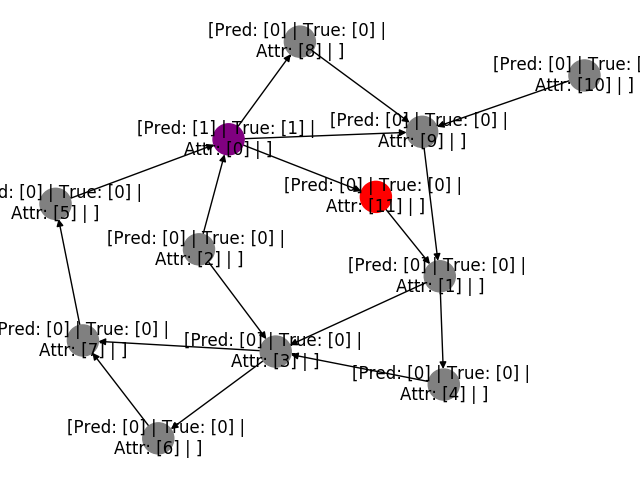 [Pred: [0] | True: [0] |
Attr: [8] | ]
[Pred: [0] | True: [
Attr: [10] | ]
[Pred: [1] | True: [1] |
Attr: [0] | ]
[Pred: [0] | True: [0] |
Attr: [9] | ]
d: [0] | True: [0] |
Attr: [5] | ]
[Pred: [0] | True: [0] |
Attr: [11] | ]
[Pred: [0] | True: [0] |
Attr: [2] | ]
[Pred: [0] | True: [0] |
Attr: [1] | ]
Pred: [0] | True: [0] |
Attr: [7] | ]
[Pred: [0] | True: [0] |
Attr: [3] | ]
[Pred: [0] | True: [0] |
Attr: [4] | ]
[Pred: [0] | True: [0] |
Attr: [6] | ]